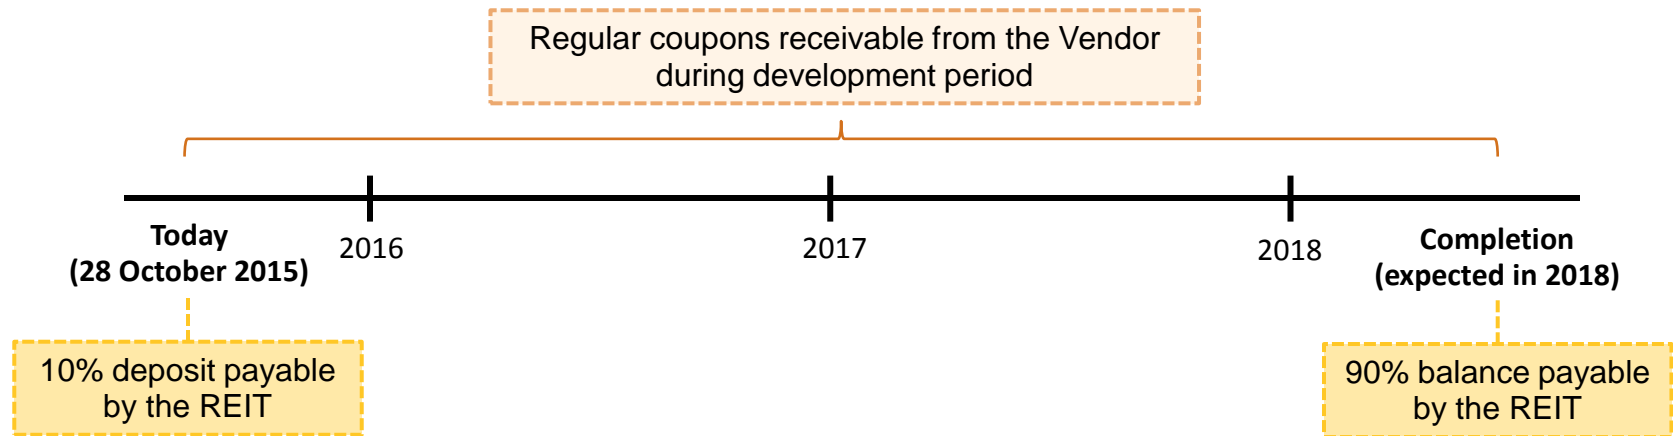 Regular coupons receivable from the Vendor
during development period
Today
(28 October 2015)
2016
2017
2018
Completion
(expected in 2018)
10% deposit payable
by the REIT
90% balance payable
by the REIT